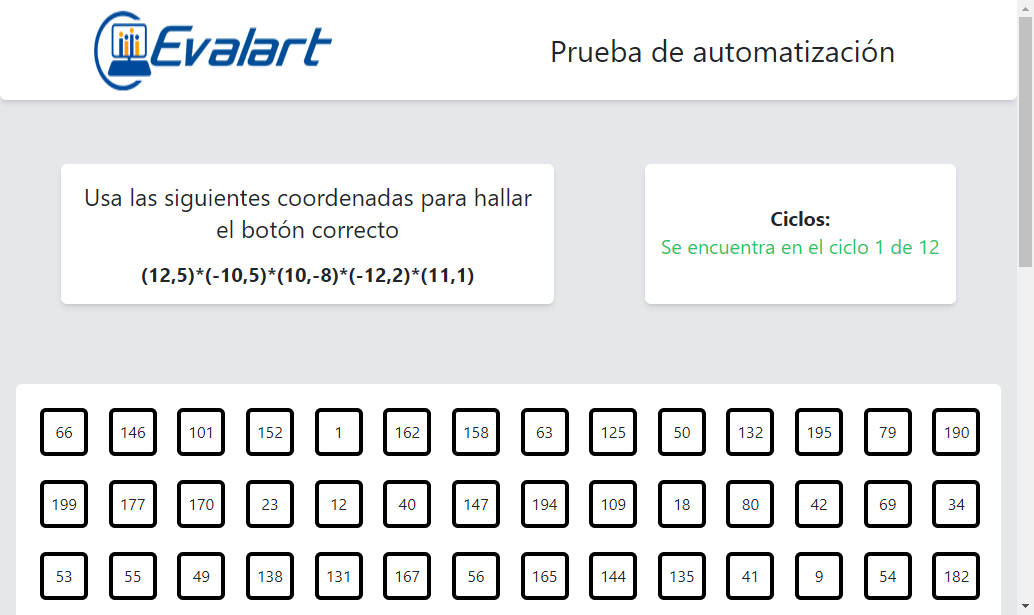 Evalart
Prueba de automatización
Usa las siguientes coordenadas para hallar
el botón correcto
(12,5)*(-10,5)*(10,-8)*(-12,2)*(11,1)
Ciclos:
Se encuentra en el ciclo 1 de 12
66 146 101 152 1 162 158 63 125 50 132 195 79 190
199 177 170 23 12 40 147 194 109 18 80 42 69 34
53 55 49 138 131 167 56 165 144 135 41 9 54 182